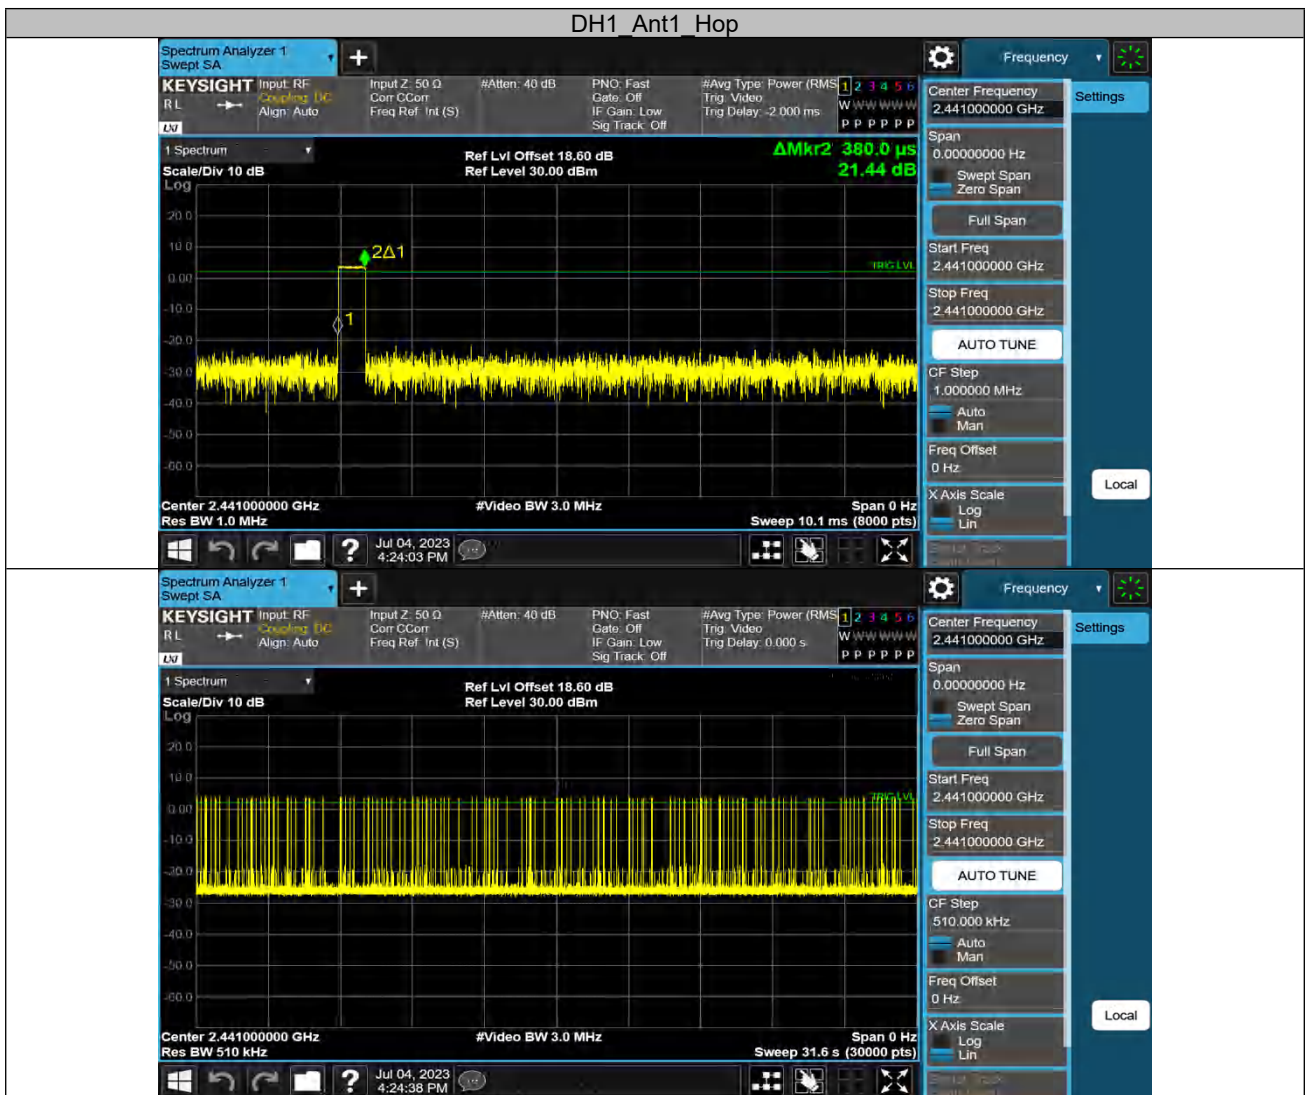 DH1_Ant1_Hop
Spectrum Analyzer 1
Swept SA
Frequency
KEYSIGHT
RL
LXI
Input: RF
Coupling: DC
Align: Auto
Input Z: 50 Ω
Corr CCorr
Freq Ref: Int (S)
#Atten: 40 dB
PNO: Fast
Gate: Off
IF Gain: Low
Sig Track: Off
#Avg Type: Power (RMS
Trig: Video
Trig Delay: -2.000 ms
1 2 3 4 5 6
W W W W W W
P P P P P P
1 Spectrum
Scale/Div 10 dB
Log
Ref Lvl Offset 18.60 dB
Ref Level 30.00 dBm
ΔMkr2 380.0 µs
21.44 dB
20.0
10.0
0.00
-10.0
-20.0
-30.0
-40.0
-50.0
-60.0
2Δ1
1
TRIG LVL
Center 2.441000000 GHz
Res BW 1.0 MHz
#Video BW 3.0 MHz
Span 0 Hz
Sweep 10.1 ms (8000 pts)
Jul 04, 2023
4:24:03 PM
Center Frequency
2.441000000 GHz
Span
0.00000000 Hz
Swept Span
Zero Span
Full Span
Start Freq
2.441000000 GHz
Stop Freq
2.441000000 GHz
AUTO TUNE
CF Step
1.000000 MHz
Auto
Man
Freq Offset
0 Hz
X Axis Scale
Log
Lin
Settings
Local
Spectrum Analyzer 1
Swept SA
Frequency
KEYSIGHT
RL
LXI
Input: RF
Coupling: DC
Align: Auto
Input Z: 50 Ω
Corr CCorr
Freq Ref: Int (S)
#Atten: 40 dB
PNO: Fast
Gate: Off
IF Gain: Low
Sig Track: Off
#Avg Type: Power (RMS
Trig: Video
Trig Delay: 0.000 s
1 2 3 4 5 6
W W W W W W
P P P P P P
1 Spectrum
Scale/Div 10 dB
Log
Ref Lvl Offset 18.60 dB
Ref Level 30.00 dBm
20.0
10.0
0.00
-10.0
-20.0
-30.0
-40.0
-50.0
-60.0
TRIG LVL
Center 2.441000000 GHz
Res BW 510 kHz
#Video BW 3.0 MHz
Span 0 Hz
Sweep 31.6 s (30000 pts)
Jul 04, 2023
4:24:38 PM
Center Frequency
2.441000000 GHz
Span
0.00000000 Hz
Swept Span
Zero Span
Full Span
Start Freq
2.441000000 GHz
Stop Freq
2.441000000 GHz
AUTO TUNE
CF Step
510.000 kHz
Auto
Man
Freq Offset
0 Hz
X Axis Scale
Log
Lin
Settings
Local